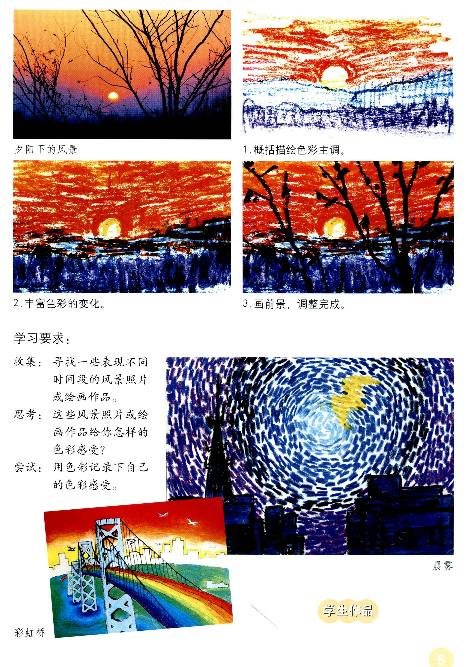 夕阳下的风景
1.概括描绘色彩主调。
2.丰富色彩的变化。
3.画前景，调整完成。
学习要求：
收集：寻找一些表现不同
时间段的风景照片
或绘画作品。
思考：这些风景照片或绘
画作品给你怎样的
色彩感受？
尝试：用色彩记录下自己
的色彩感受。
晨雾
学生作品
彩虹桥
5